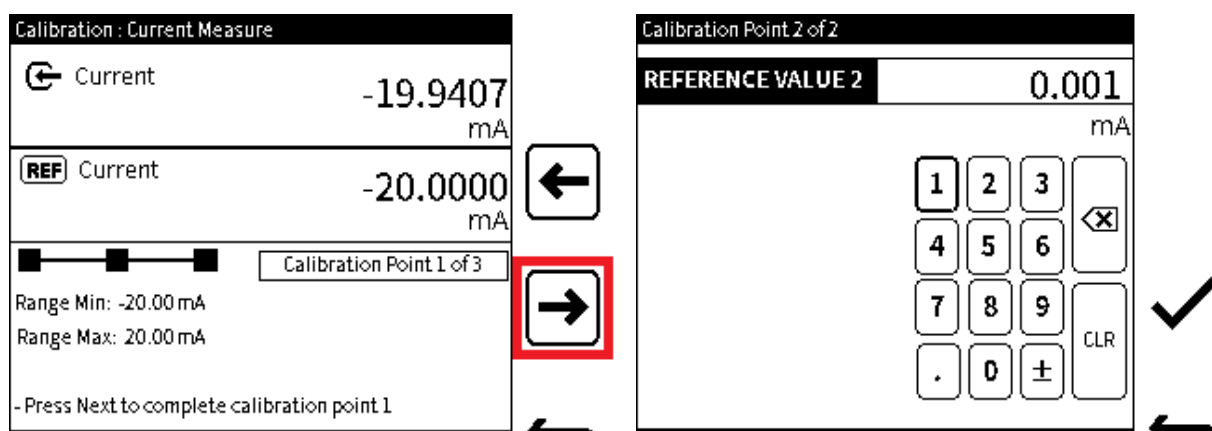 Calibration : Current Measure
Current
-19.9407
mA
REF Current
-20.0000
mA
Calibration Point 1 of 3
Range Min: -20.00 mA
Range Max: 20.00 mA
- Press Next to complete calibration point 1
Calibration Point 2 of 2
REFERENCE VALUE 2 0.001
mA
1 2 3
4 5 6
7 8 9
CLR
. 0 ±